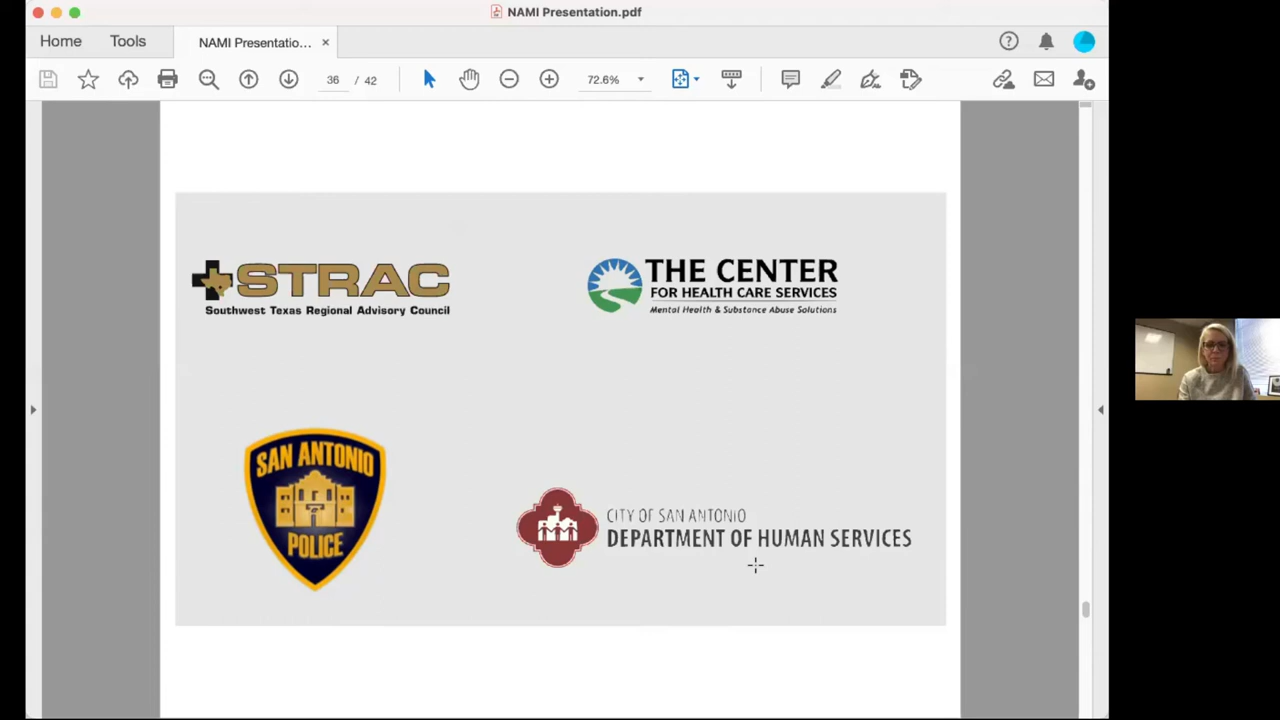 NAMI Presentation.pdf
Home
Tools
NAMI Presentatio...
36 / 42
72.6%
STRAC
Southwest Texas Regional Advisory Council
THE CENTER
FOR HEALTH CARE SERVICES
Mental Health & Substance Abuse Solutions
SAN ANTONIO
POLICE
CITY OF SAN ANTONIO
DEPARTMENT OF HUMAN SERVICES